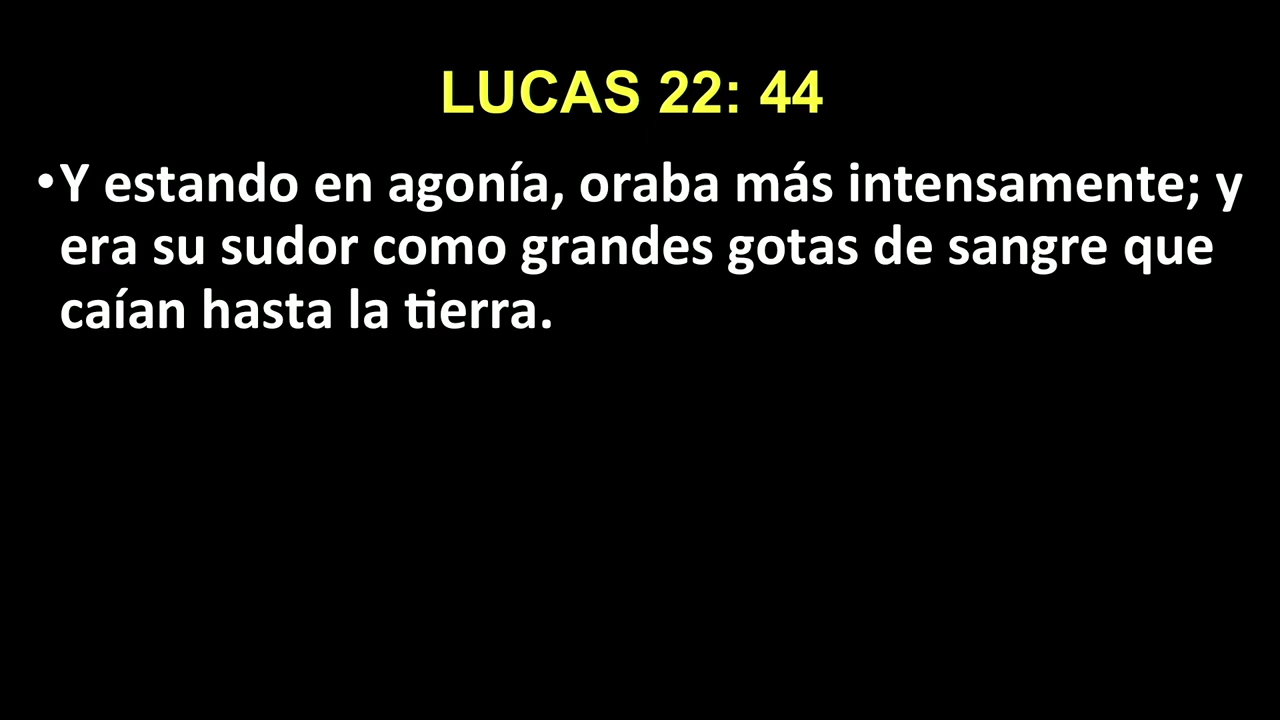 LUCAS 22: 44
•Y estando en agonía, oraba más intensamente; y
era su sudor como grandes gotas de sangre que
caían hasta la tierra.